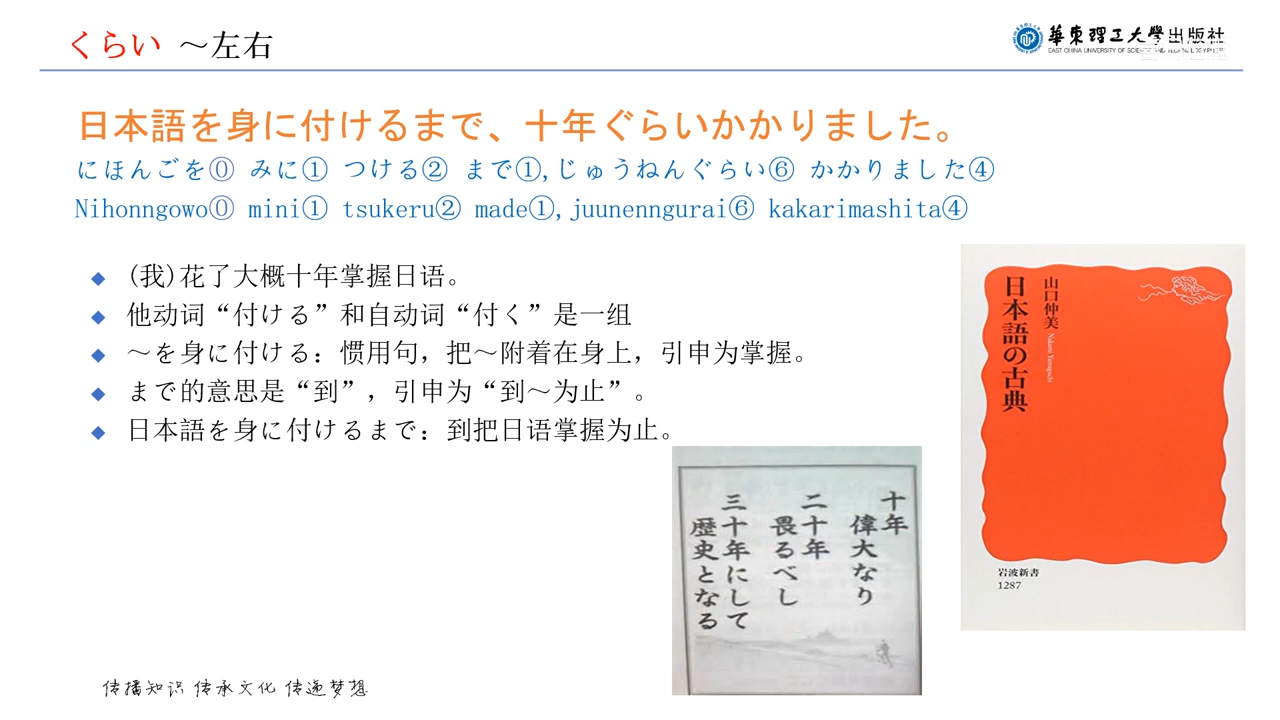 くらい ～左右
華東理工大學出版社
日本語を身に付けるまで、十年ぐらいかかりました。
にほんごを⓪ みに① つける② まで①,じゅうねんぐらい⑥ かかりました④
Nihonngowo⓪ mini① tsukeru② made①,juunenngurai⑥ kakarimashita④
(我)花了大概十年掌握日语。
他动词“付ける”和自动词“付く”是一组
～を身に付ける：惯用句，把～附着在身上，引申为掌握。
まで的意思是“到”，引申为“到～为止”。
日本語を身に付けるまで：到把日语掌握为止。
十年
偉大なり
二十年
畏るべし
三十年にして
歴史となる
山口仲美
Nakami Yamaguchi
日本語の古典
岩波新書
1287
传播知识 传承文化 传递梦想